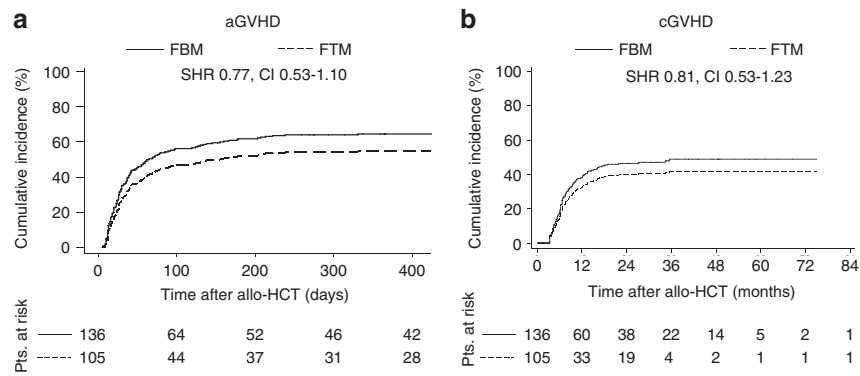 a
aGVHD
FBM FTM
SHR 0.77, CI 0.53-1.10
Cumulative incidence (%)
100
80
60
40
20
0
0 100 200 300 400
Time after allo-HCT (days)
Pts. at risk
136 64 52 46 42
105 44 37 31 28
b
cGVHD
FBM FTM
SHR 0.81, CI 0.53-1.23
Cumulative incidence (%)
100
80
60
40
20
0
0 12 24 36 48 60 72 84
Time after allo-HCT (months)
Pts. at risk
136 60 38 22 14 5 2 1
105 33 19 4 2 1 1 1